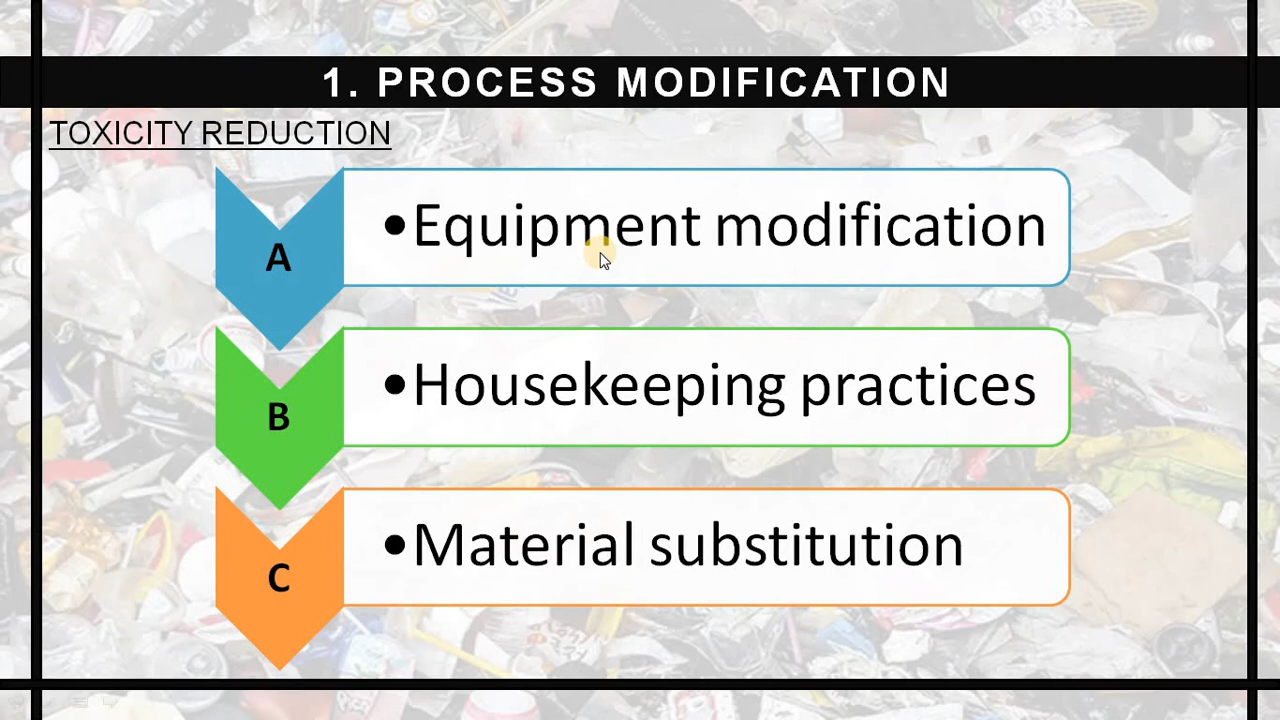 1. PROCESS MODIFICATION
TOXICITY REDUCTION
A
•Equipment modification
B
•Housekeeping practices
C
•Material substitution